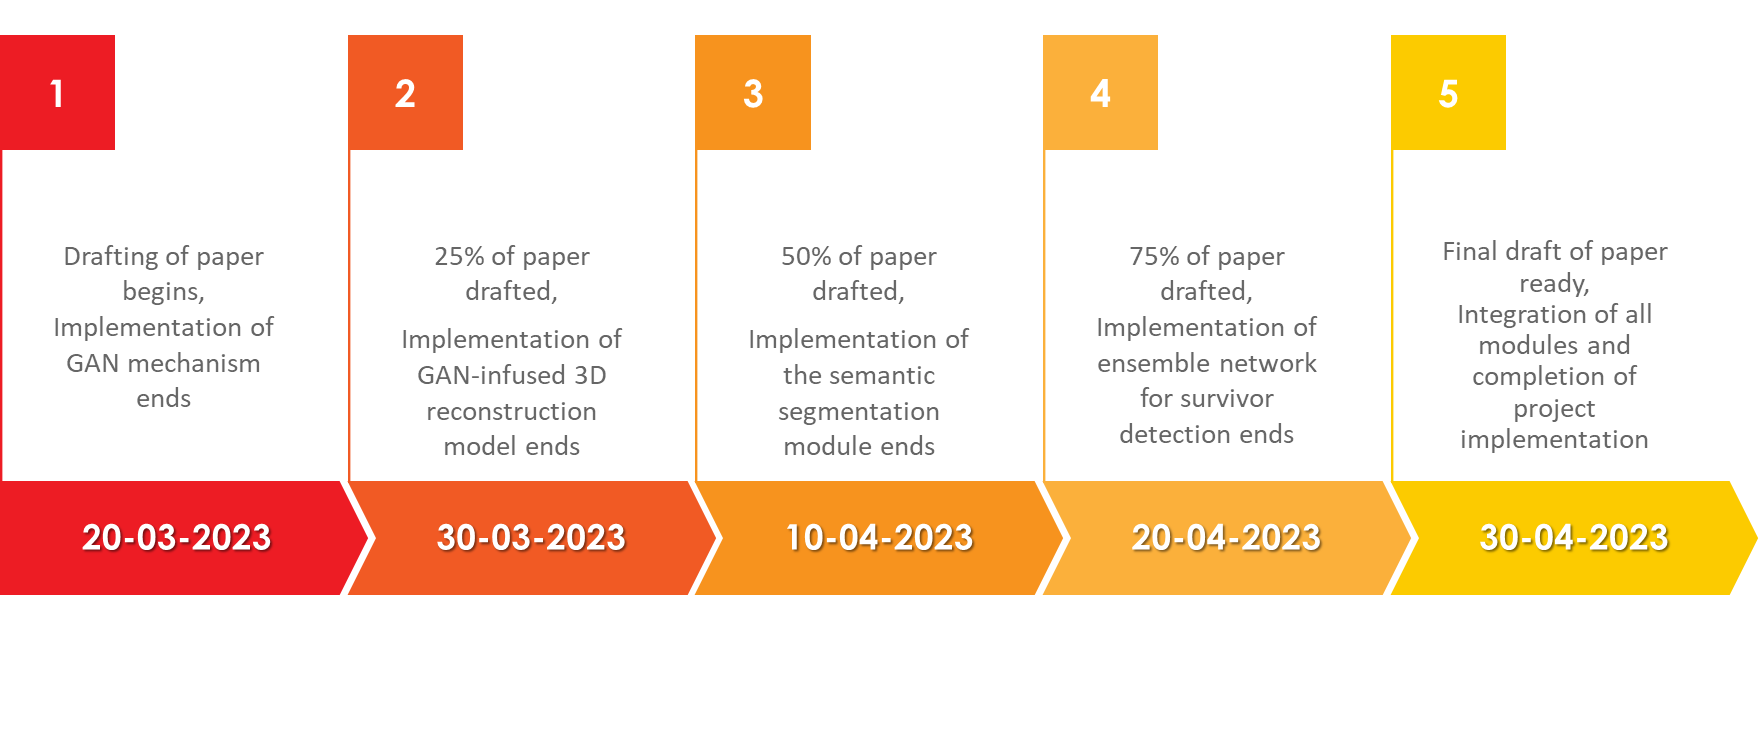 1
Drafting of paper
begins,
Implementation of
GAN mechanism
ends
20-03-2023
2
25% of paper
drafted,
Implementation of
GAN-infused 3D
reconstruction
model ends
30-03-2023
3
50% of paper
drafted,
Implementation of
the semantic
segmentation
module ends
10-04-2023
4
75% of paper
drafted,
Implementation of
ensemble network
for survivor
detection ends
20-04-2023
5
Final draft of paper
ready,
Integration of all
modules and
completion of
project
implementation
30-04-2023